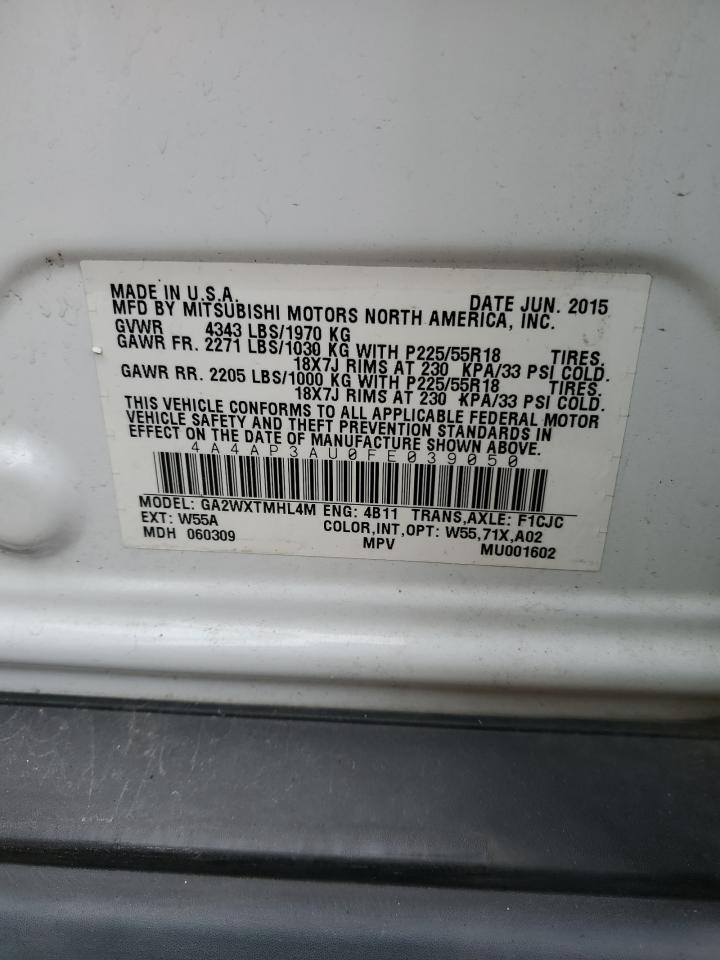 MADE IN U.S.A. DATE JUN. 2015
MFD BY MITSUBISHI MOTORS NORTH AMERICA, INC.
GVWR 4343 LBS/1970 KG
GAWR FR. 2271 LBS/1030 KG WITH P225/55R18 TIRES.
18X7J RIMS AT 230 KPA/33 PSI COLD.
GAWR RR. 2205 LBS/1000 KG WITH P225/55R18 TIRES.
18X7J RIMS AT 230 KPA/33 PSI COLD.
THIS VEHICLE CONFORMS TO ALL APPLICABLE FEDERAL MOTOR
VEHICLE SAFETY AND THEFT PREVENTION STANDARDS IN
EFFECT ON THE DATE OF MANUFACTURE SHOWN ABOVE.
4A4AP3AU0FE039050
MODEL: GA2WXTMHL4M ENG: 4B11 TRANS,AXLE: F1CJC
EXT: W55A COLOR,INT,OPT: W55,71X,A02
MDH 060309 MPV MU001602